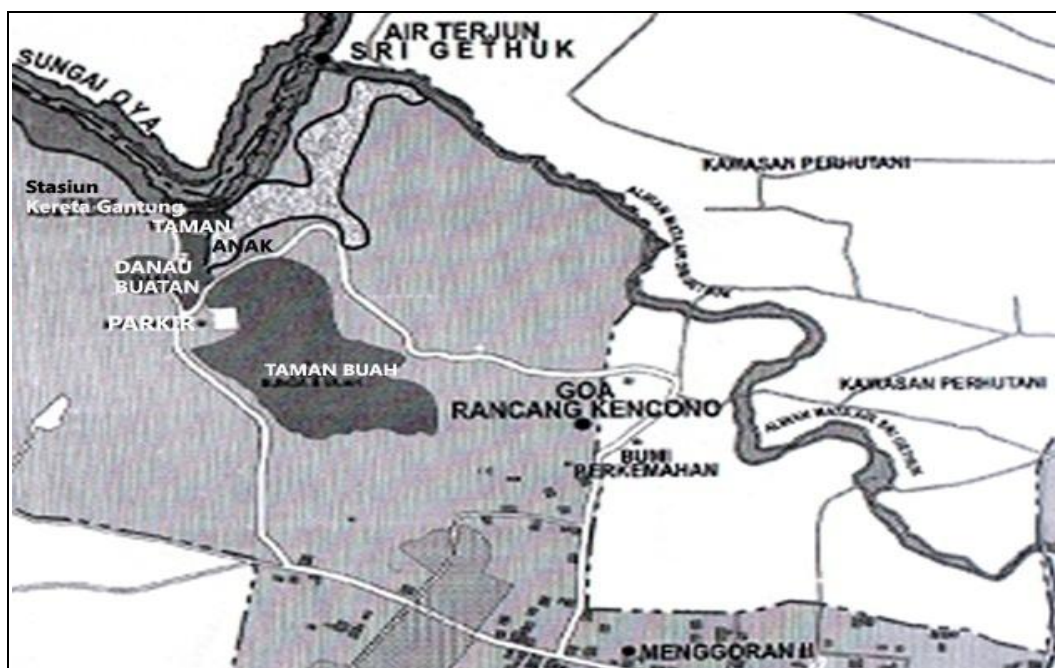 AIR TERJUN
SRI GETHUK
SUNGAI OYA
KAWASAN PERHUTANI
Stasiun
Kereta Gantung
TAMAN
ANAK
DANAU
BUATAN
PARKIR
TAMAN BUAH
KAWASAN PERHUTANI
GOA
RANCANG KENCONO
BUMI
PERKEMAHAN
MENGGORAN II